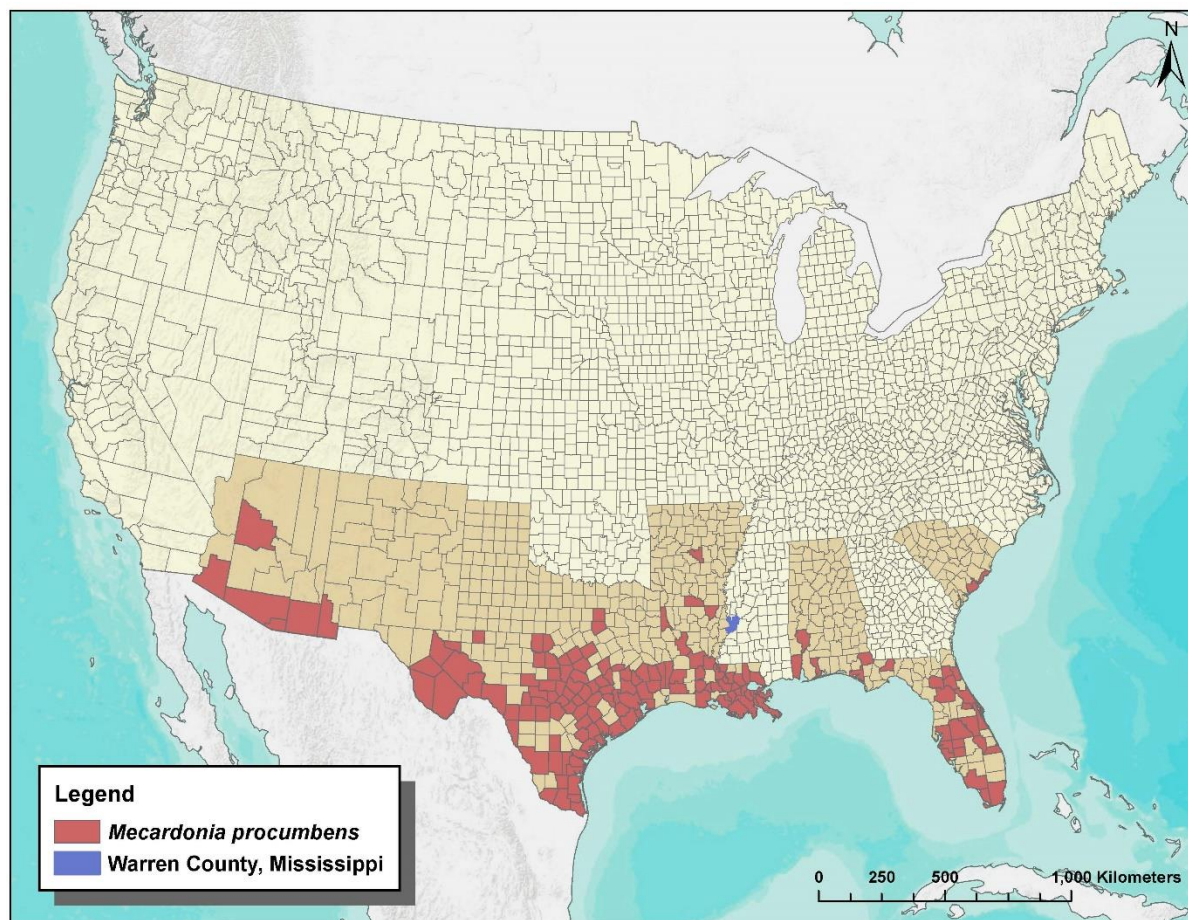 N
Legend
Mecardonia procumbens
Warren County, Mississippi
0 250 500 1,000 Kilometers